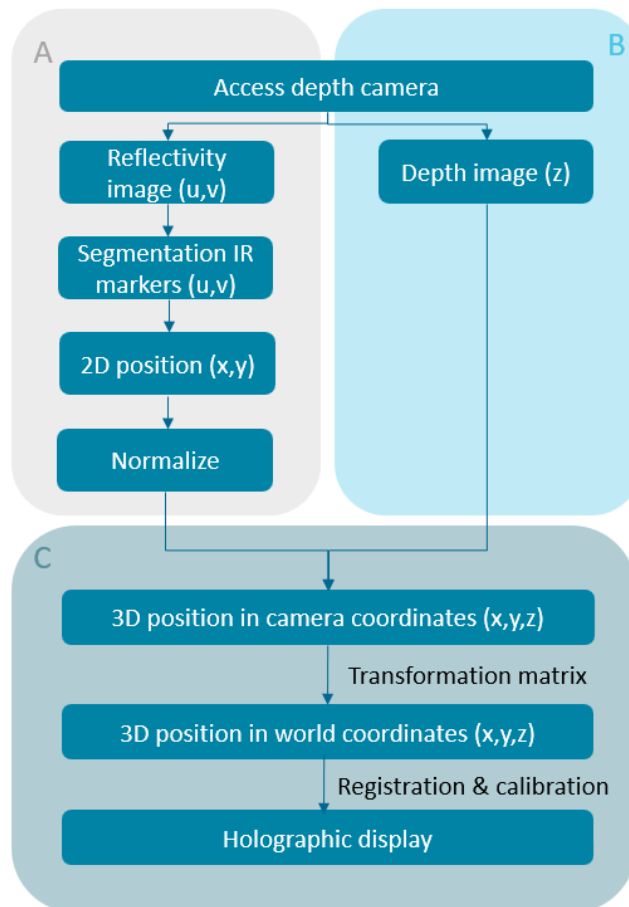 A
B
Access depth camera
Reflectivity
image (u,v)
Depth image (z)
Segmentation IR
markers (u,v)
2D position (x,y)
Normalize
C
3D position in camera coordinates (x,y,z)
Transformation matrix
3D position in world coordinates (x,y,z)
Registration & calibration
Holographic display